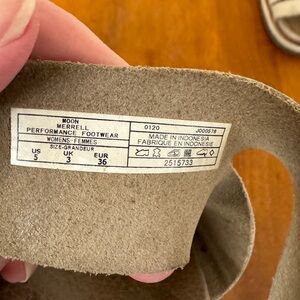 MOON
MERRELL
PERFORMANCE FOOTWEAR
WOMENS-FEMMES
SIZE-GRANDEUR
US UK EUR
5 3 36
0120 J000578
MADE IN INDONESIA
FABRIQUE EN INDONESIE
2515733